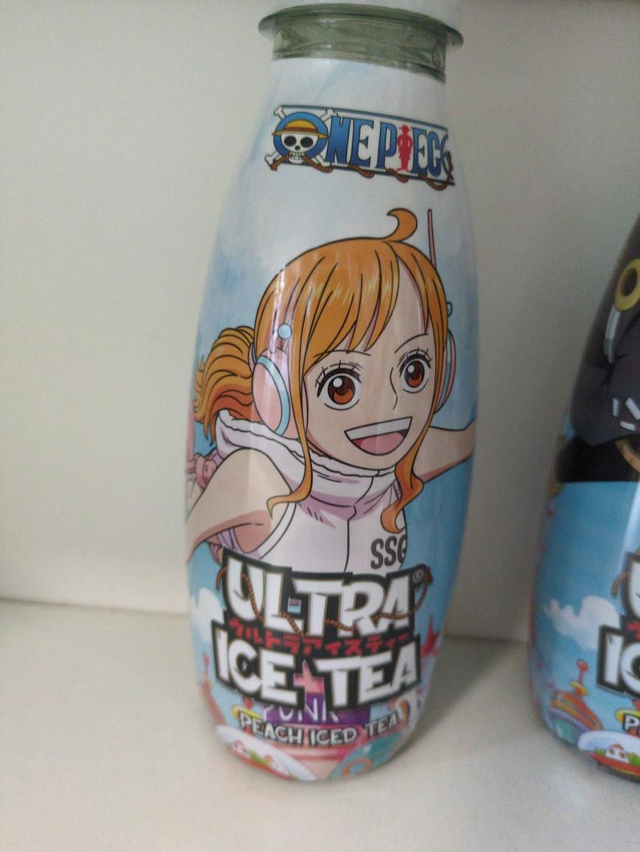 ONE PIECE
SSG
ULTRA®
ウルトラアイスティー
ICE TEA
PUNK
PEACH ICED TEA
IC
P